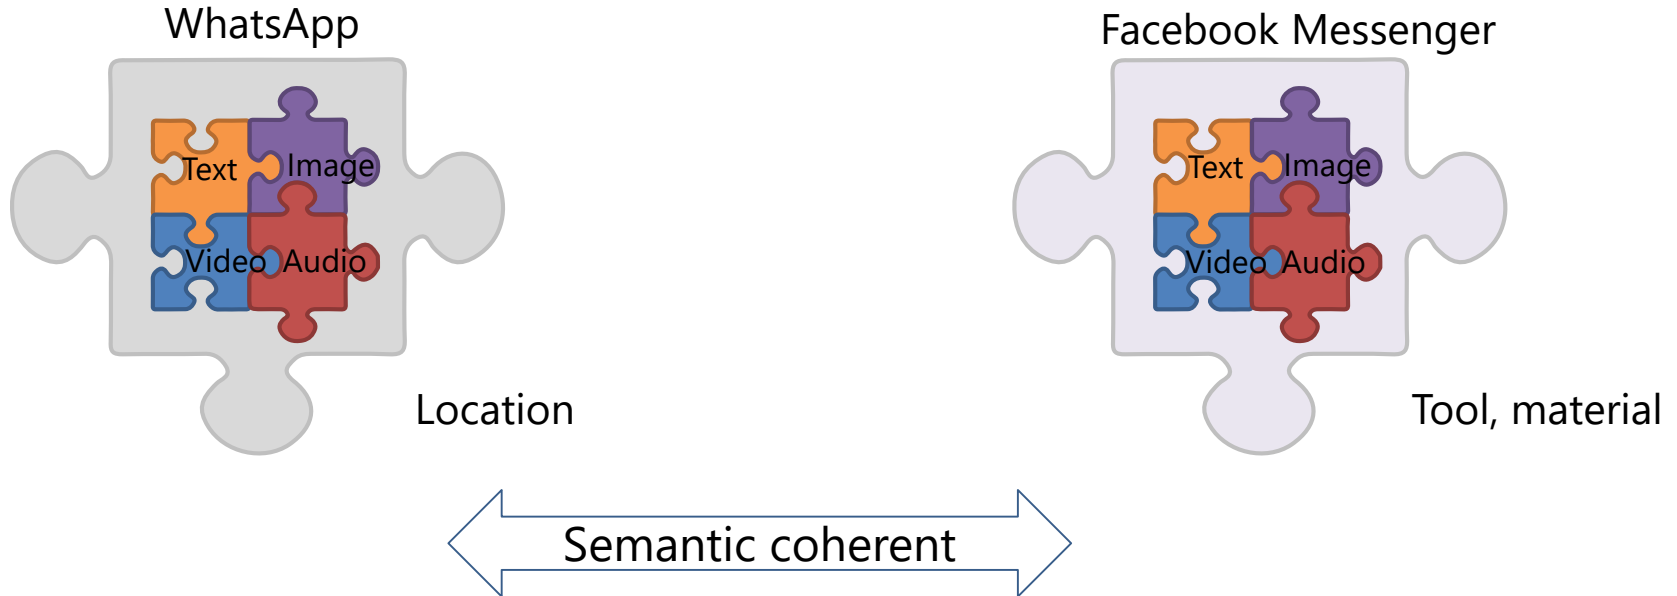 WhatsApp
Facebook Messenger
Text
Image
Video
Audio
Text
Image
Video
Audio
Location
Tool, material
Semantic coherent